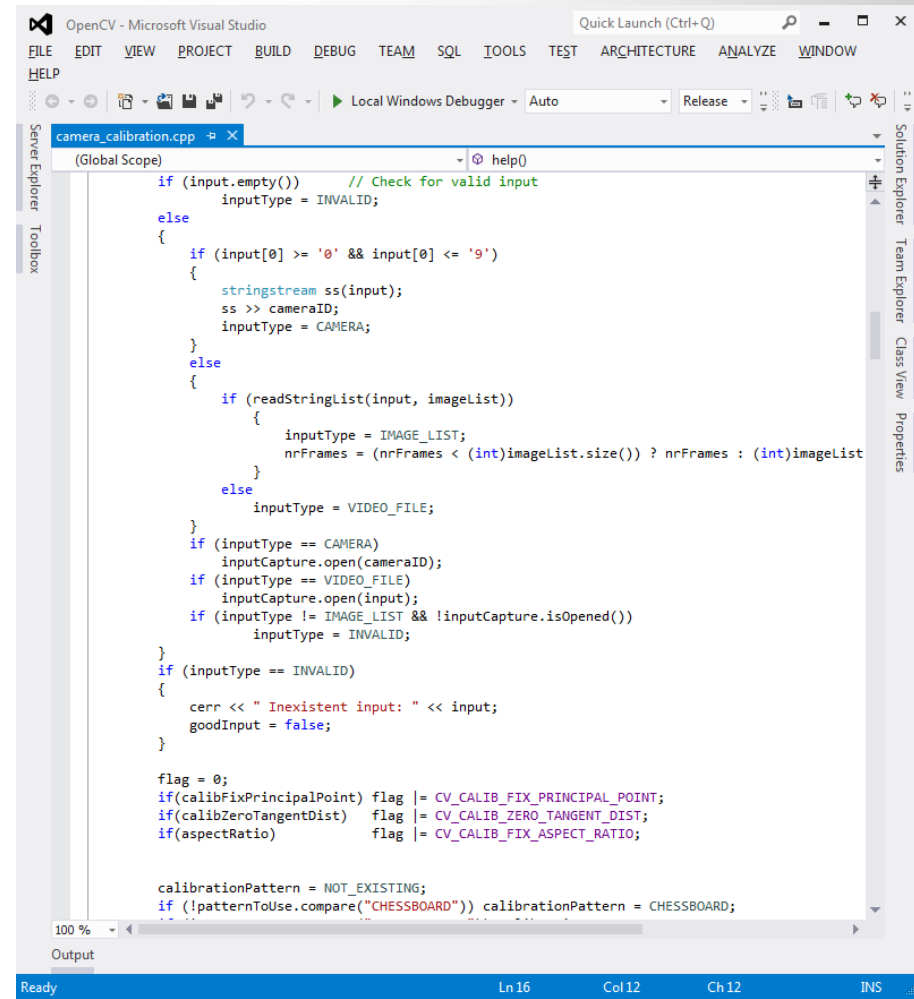 OpenCV - Microsoft Visual Studio
Quick Launch (Ctrl+Q)
FILE EDIT VIEW PROJECT BUILD DEBUG TEAM SQL TOOLS TEST ARCHITECTURE ANALYZE WINDOW
HELP
Local Windows Debugger Auto Release
Server Explorer
Toolbox
camera_calibration.cpp
(Global Scope) help()
if (input.empty())      // Check for valid input
        inputType = INVALID;
else
{
    if (input[0] >= '0' && input[0] <= '9')
    {
        stringstream ss(input);
        ss >> cameraID;
        inputType = CAMERA;
    }
    else
    {
        if (readStringList(input, imageList))
            {
                inputType = IMAGE_LIST;
                nrFrames = (nrFrames < (int)imageList.size()) ? nrFrames : (int)imageList
            }
        else
            inputType = VIDEO_FILE;
    }
    if (inputType == CAMERA)
        inputCapture.open(cameraID);
    if (inputType == VIDEO_FILE)
        inputCapture.open(input);
    if (inputType != IMAGE_LIST && !inputCapture.isOpened())
            inputType = INVALID;
}
if (inputType == INVALID)
{
    cerr << " Inexistent input: " << input;
    goodInput = false;
}
flag = 0;
if(calibFixPrincipalPoint) flag |= CV_CALIB_FIX_PRINCIPAL_POINT;
if(calibZeroTangentDist)   flag |= CV_CALIB_ZERO_TANGENT_DIST;
if(aspectRatio)            flag |= CV_CALIB_FIX_ASPECT_RATIO;
calibrationPattern = NOT_EXISTING;
if (!patternToUse.compare("CHESSBOARD")) calibrationPattern = CHESSBOARD;
Solution Explorer
Team Explorer
Class View
Properties
100 %
Output
Ready Ln 16 Col 12 Ch 12 INS